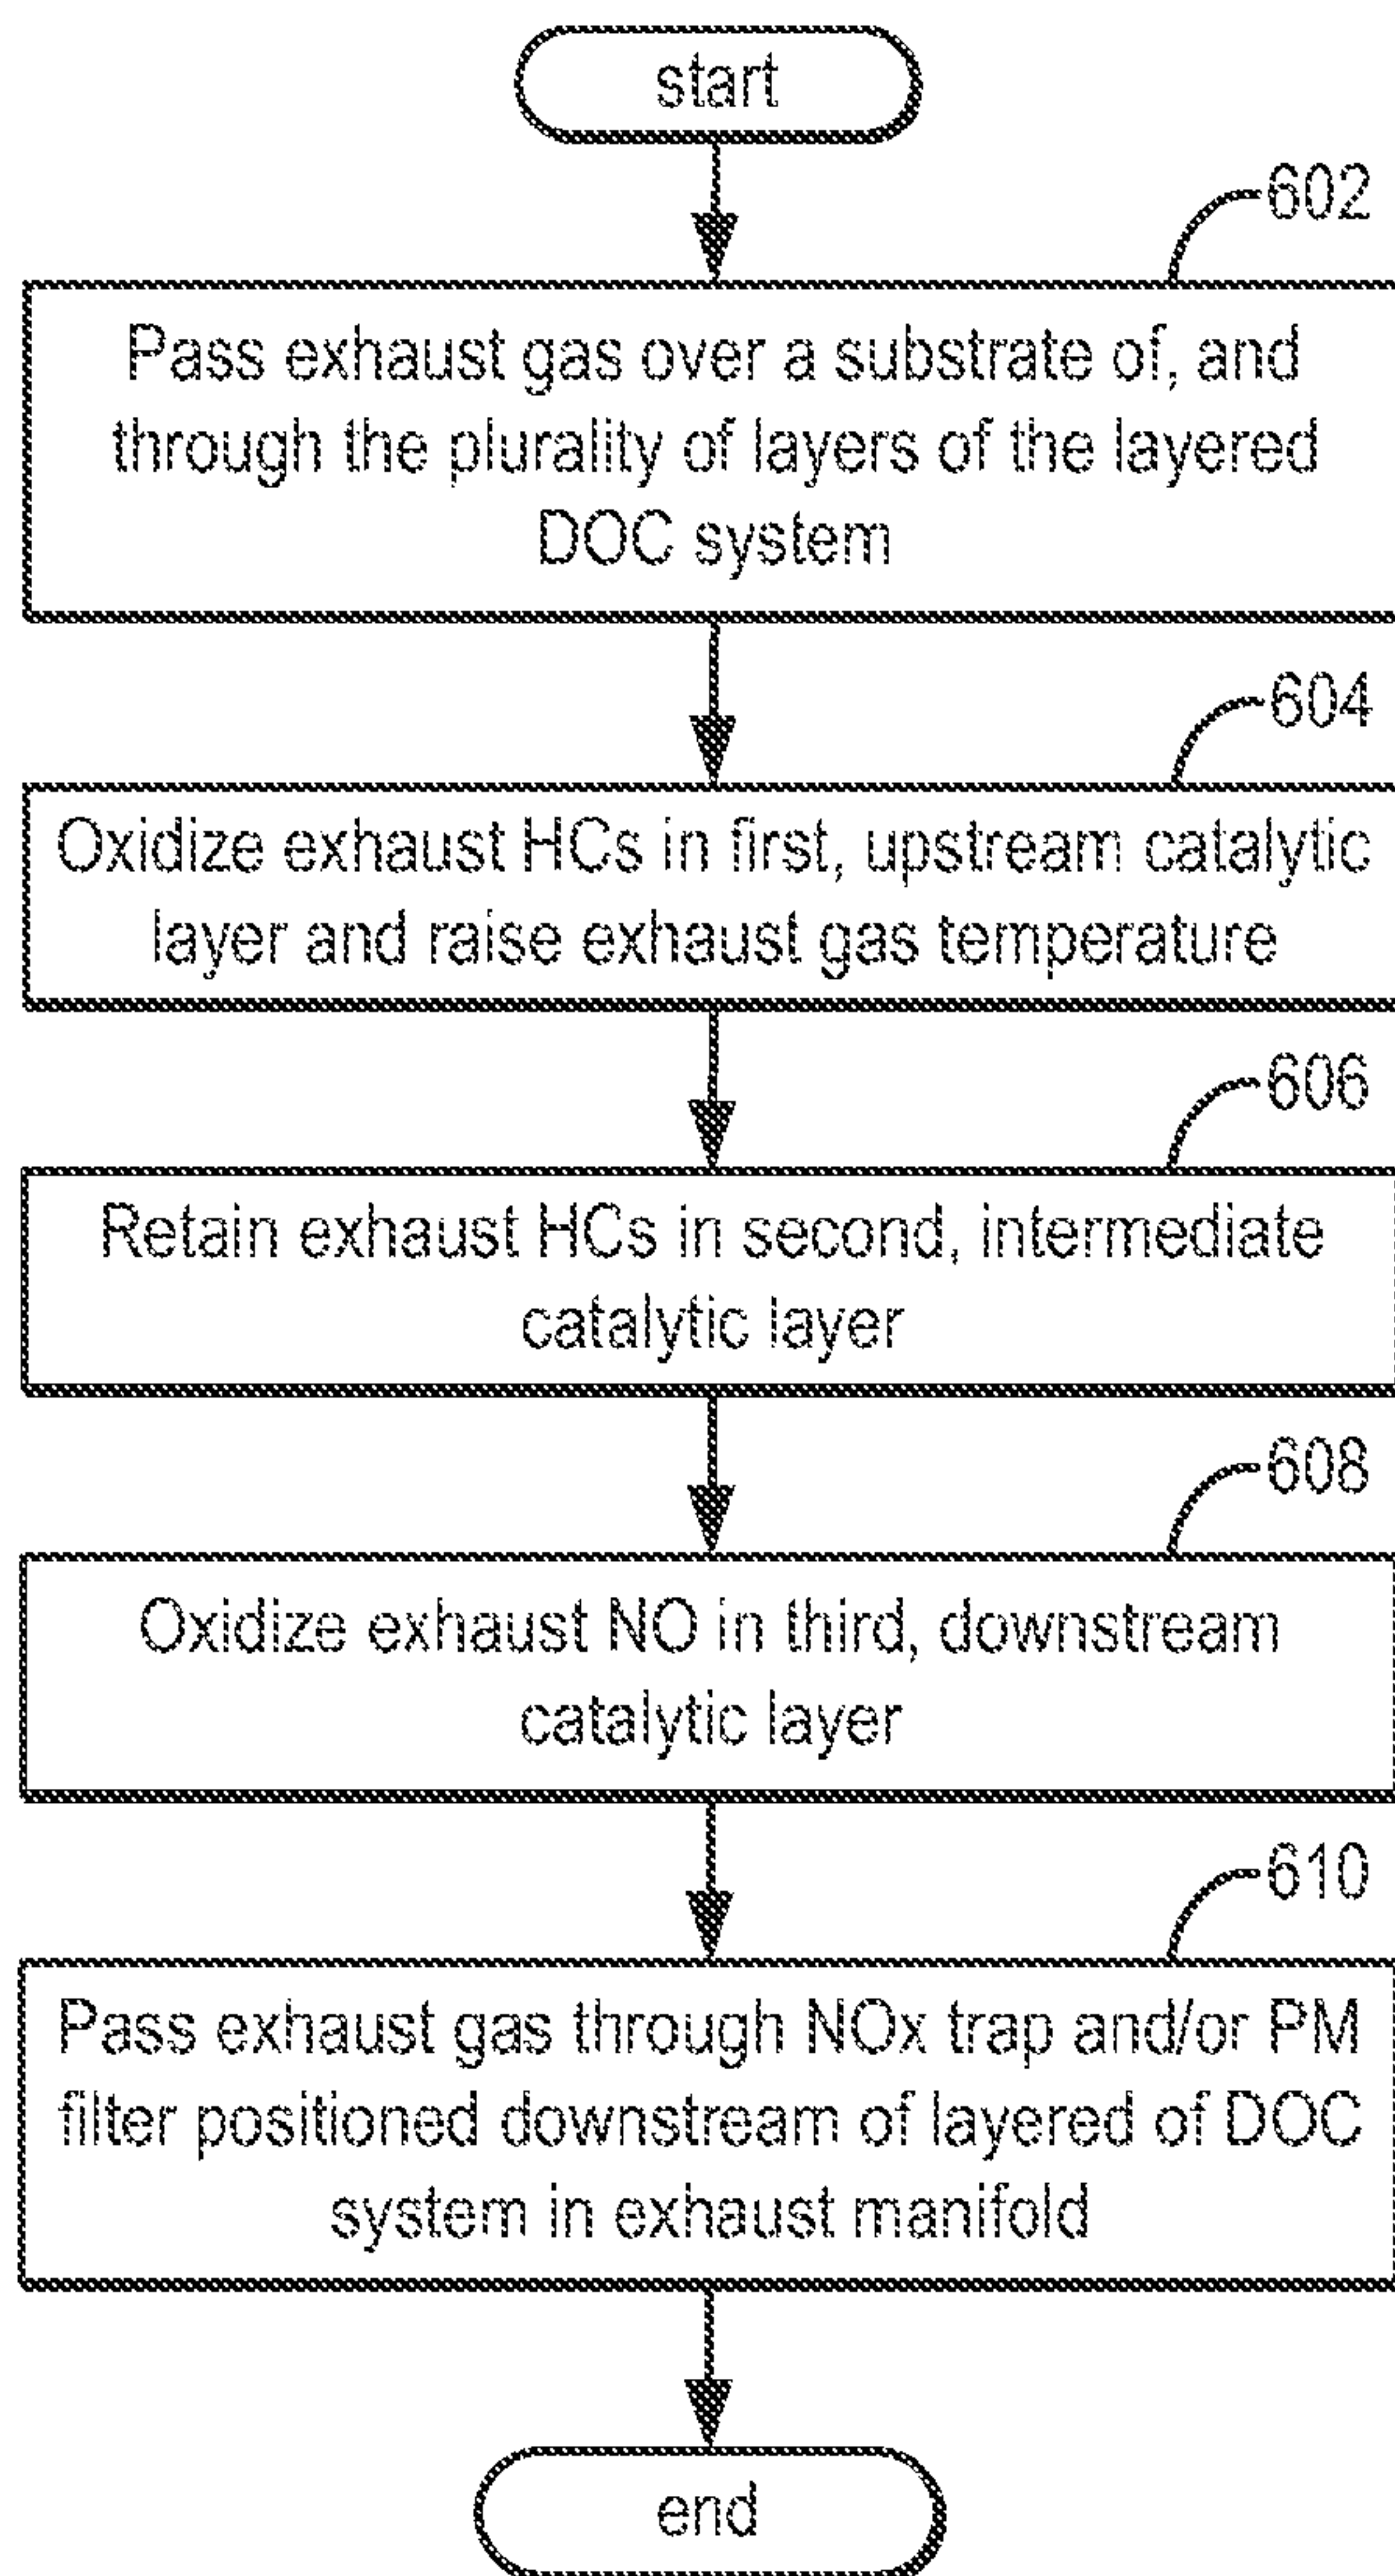 start
602
Pass exhaust gas over a substrate of, and
through the plurality of layers of the layered
DOC system
604
Oxidize exhaust HCs in first, upstream catalytic
layer and raise exhaust gas temperature
606
Retain exhaust HCs in second, intermediate
catalytic layer
608
Oxidize exhaust NO in third, downstream
catalytic layer
610
Pass exhaust gas through NOx trap and/or PM
filter positioned downstream of layered of DOC
system in exhaust manifold
end